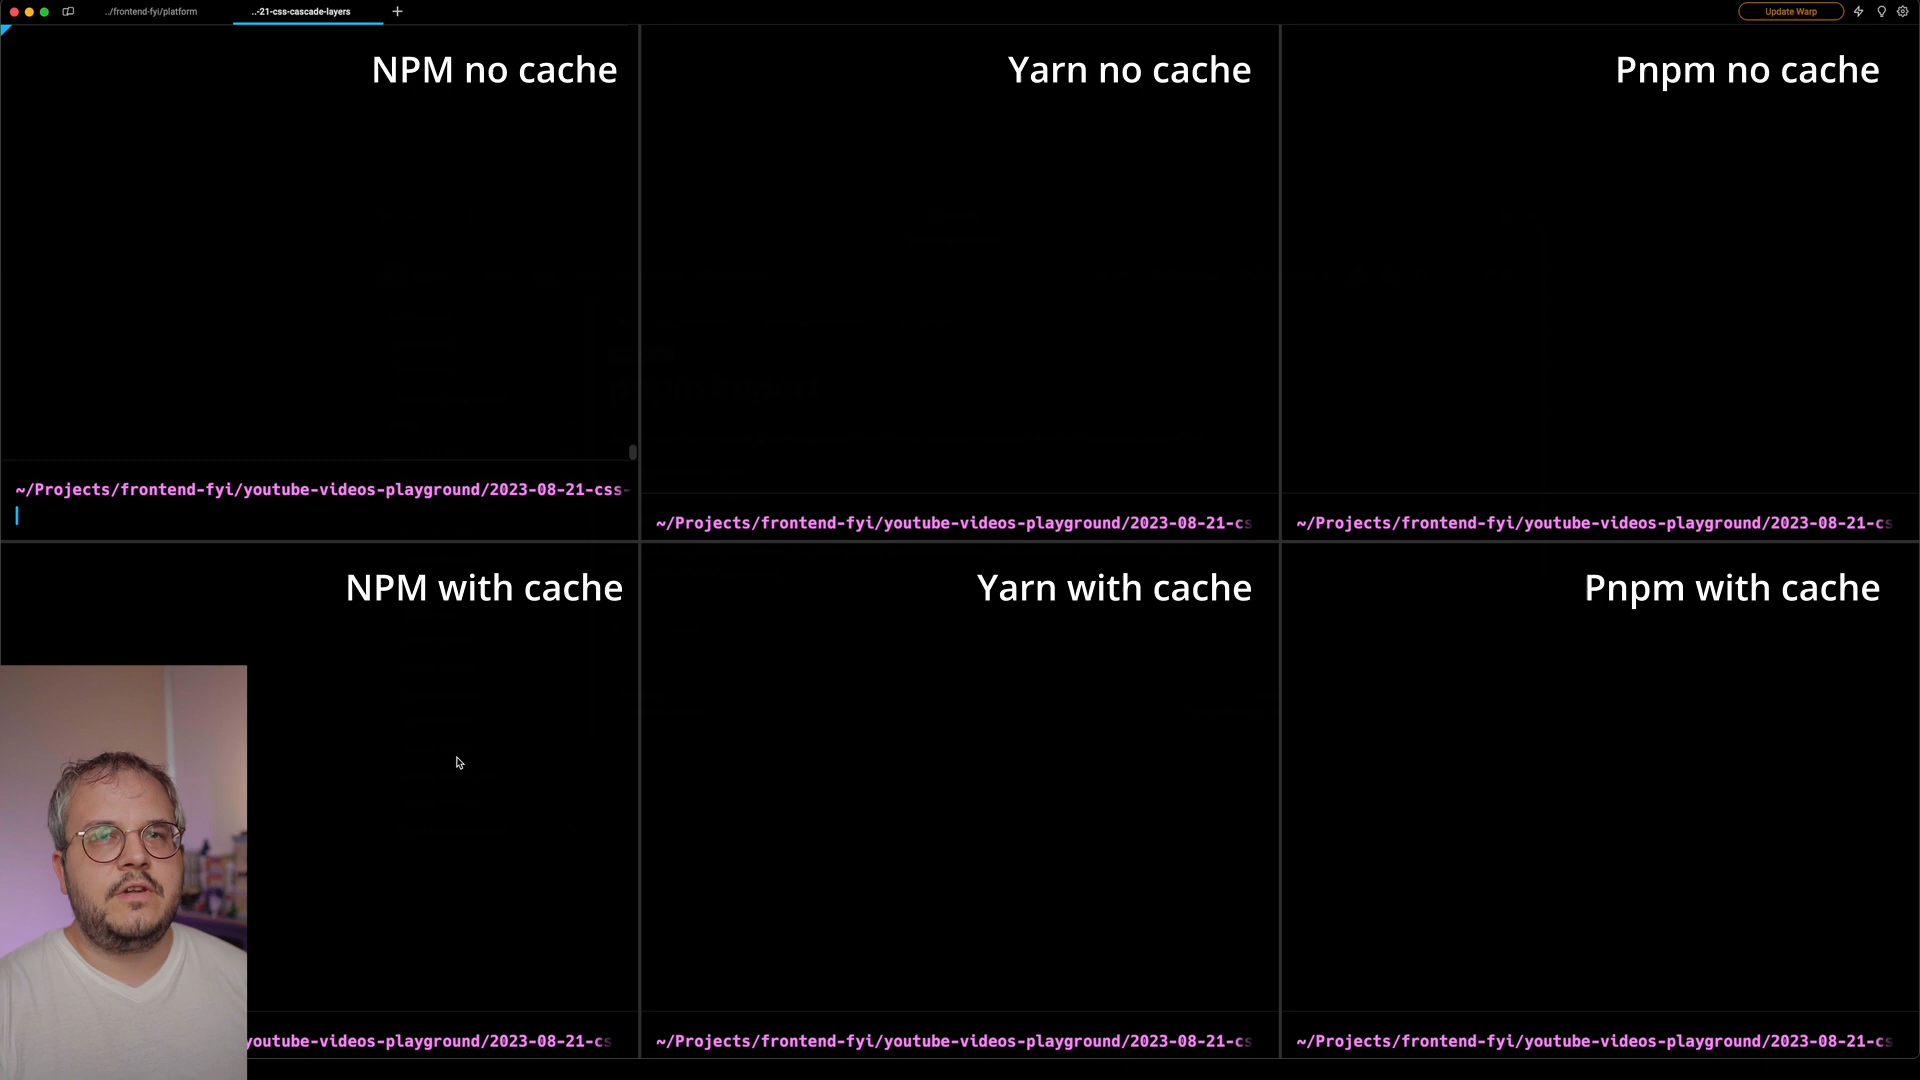 ../frontend-fyi/platform
..-21-css-cascade-layers
Update Warp
NPM no cache
Yarn no cache
Pnpm no cache
~/Projects/frontend-fyi/youtube-videos-playground/2023-08-21-css-
~/Projects/frontend-fyi/youtube-videos-playground/2023-08-21-cs
~/Projects/frontend-fyi/youtube-videos-playground/2023-08-21-cs
NPM with cache
Yarn with cache
Pnpm with cache
youtube-videos-playground/2023-08-21-cs
~/Projects/frontend-fyi/youtube-videos-playground/2023-08-21-cs
~/Projects/frontend-fyi/youtube-videos-playground/2023-08-21-cs